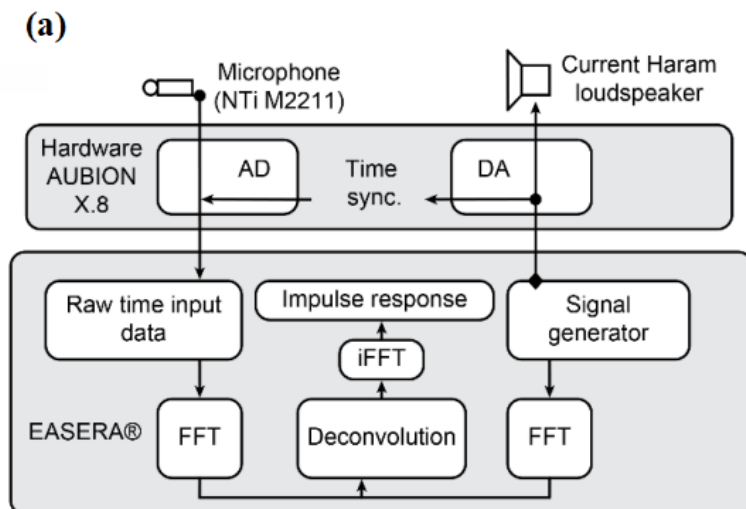 (a)
Microphone
(NTi M2211)
Current Haram
loudspeaker
Hardware
AUBION
X.8
AD
Time
sync.
DA
Raw time input
data
Impulse response
Signal
generator
iFFT
EASERA®
FFT
Deconvolution
FFT